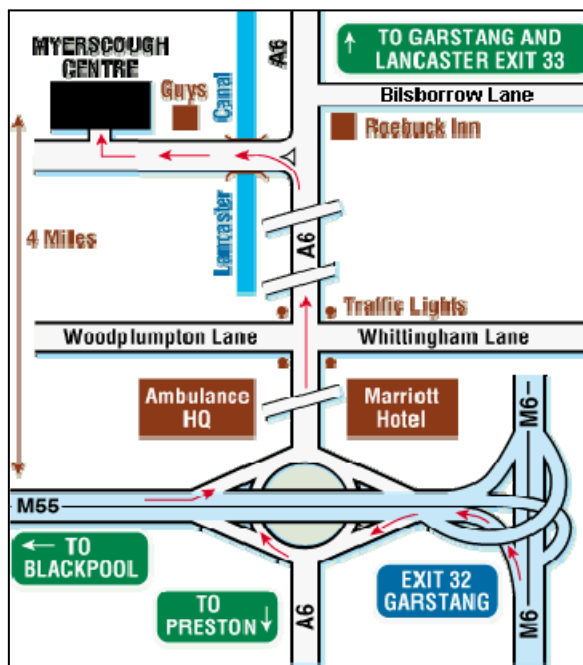 MYERSCOUGH
CENTRE
Guys
Canal
A6
↑ TO GARSTANG AND
LANCASTER EXIT 33
Bilsborrow Lane
Roebuck Inn
4 Miles
Lancaster
A6
Traffic Lights
Woodplumpton Lane
Whittingham Lane
Ambulance
HQ
Marriott
Hotel
M6
M55
← TO
BLACKPOOL
TO
PRESTON ↓
A6
EXIT 32
GARSTANG
M6